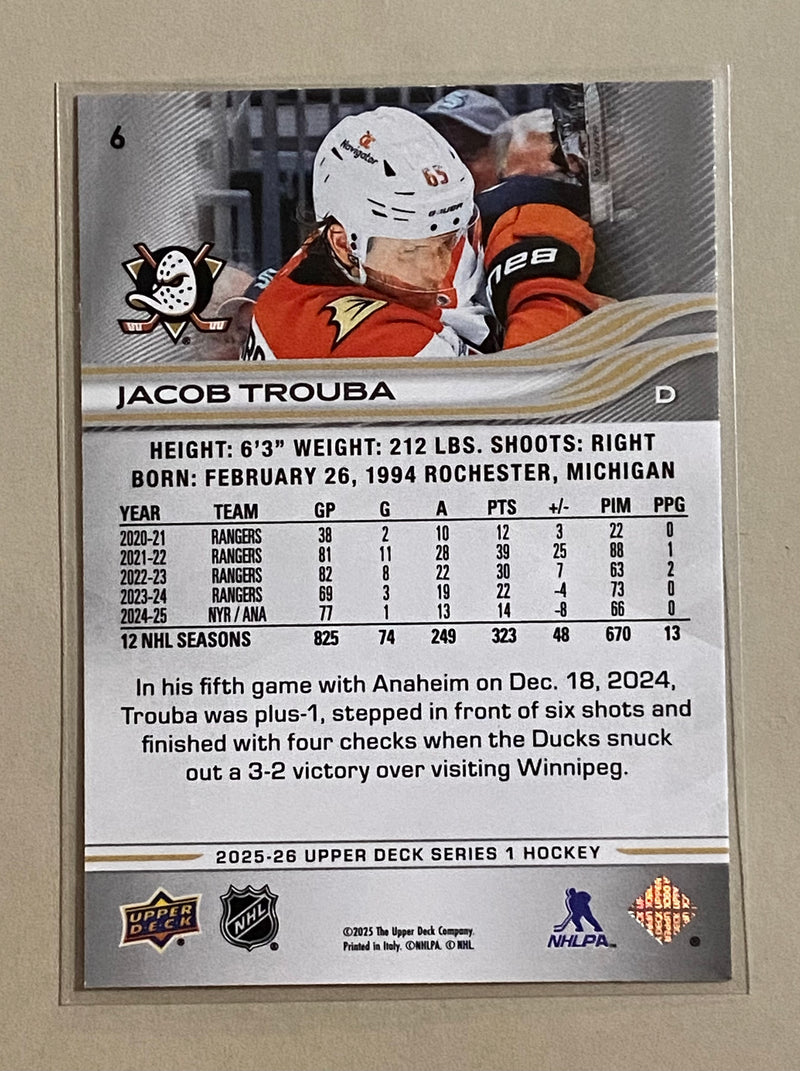 6
Navigator
65
BAUER
BAU
JACOB TROUBA
D
HEIGHT: 6'3" WEIGHT: 212 LBS. SHOOTS: RIGHT
BORN: FEBRUARY 26, 1994 ROCHESTER, MICHIGAN
YEAR TEAM GP G A PTS +/- PIM PPG
2020-21 RANGERS 38 2 10 12 3 22 0
2021-22 RANGERS 81 11 28 39 25 88 1
2022-23 RANGERS 82 8 22 30 7 63 2
2023-24 RANGERS 69 3 19 22 -4 73 0
2024-25 NYR / ANA 77 1 13 14 -8 66 0
12 NHL SEASONS 825 74 249 323 48 670 13
In his fifth game with Anaheim on Dec. 18, 2024,
Trouba was plus-1, stepped in front of six shots and
finished with four checks when the Ducks snuck
out a 3-2 victory over visiting Winnipeg.
2025-26 UPPER DECK SERIES 1 HOCKEY
UPPER
DECK
®
NHL
®
©2025 The Upper Deck Company.
Printed in Italy. ©NHLPA. © NHL.
NHLPA™
®